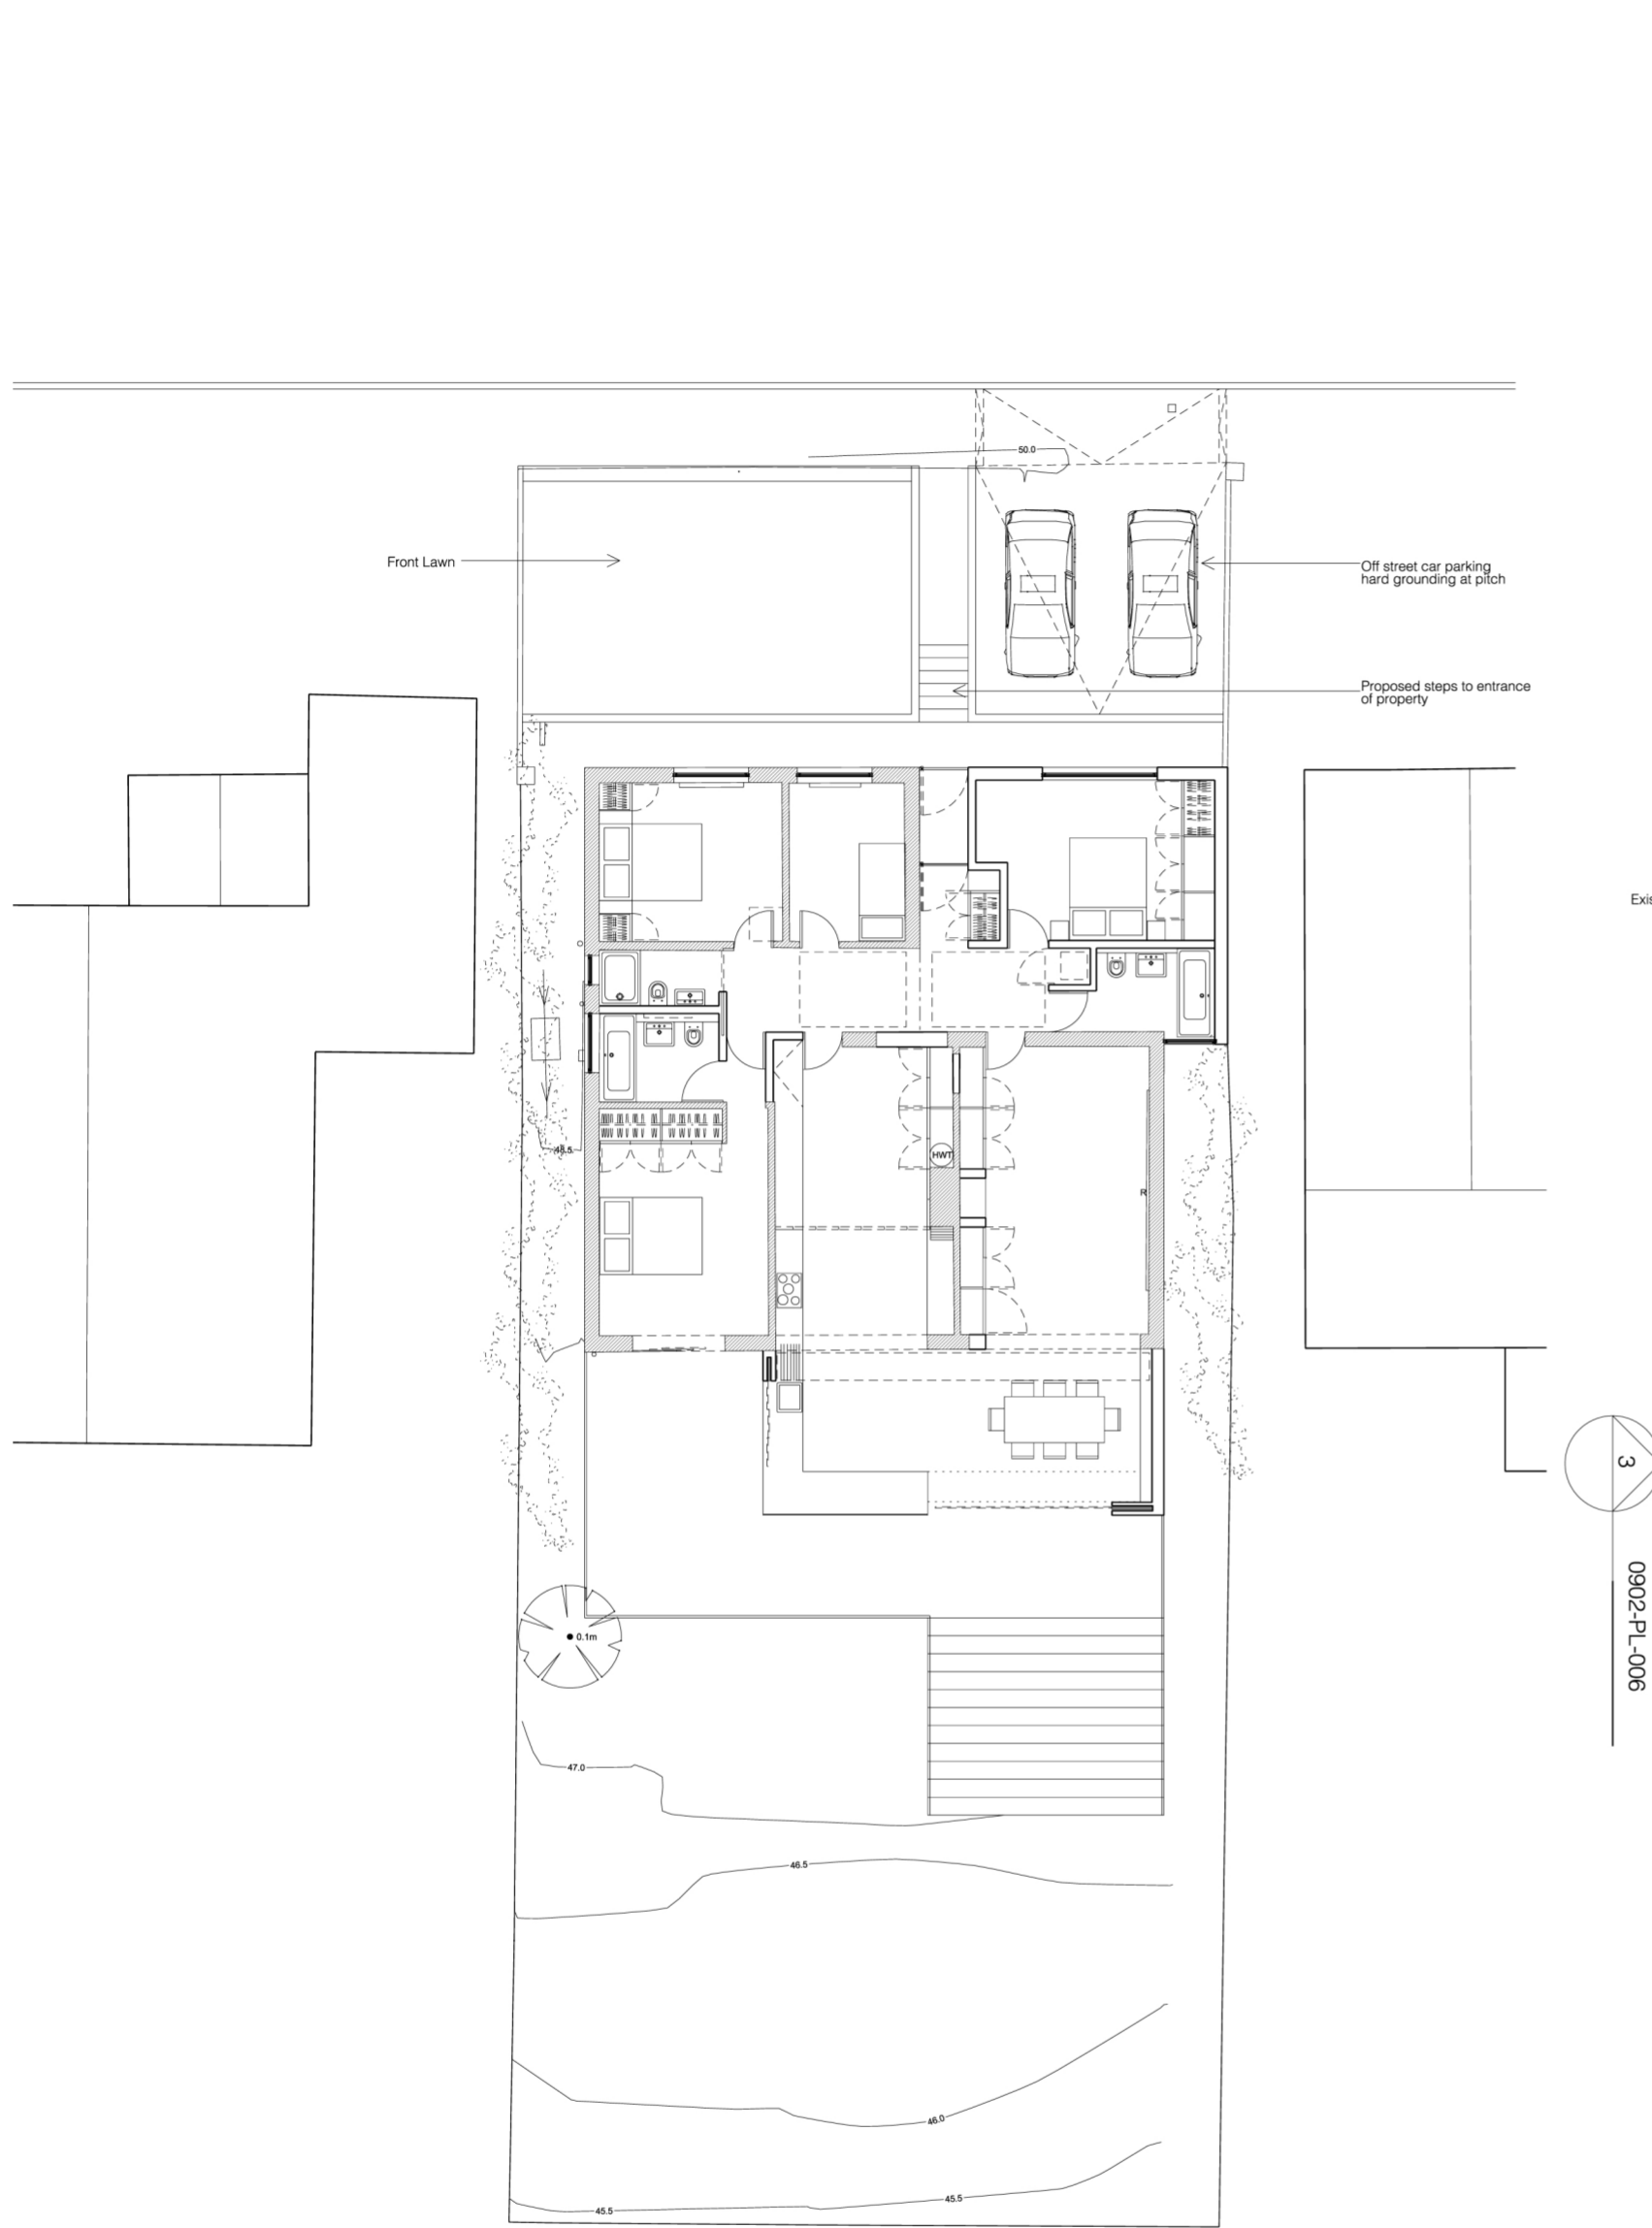 50.0
Front Lawn
Off street car parking
hard grounding at pitch
Proposed steps to entrance
of property
Exis
48.5
HWT
R
3
0902-PL-006
0.1m
47.0
46.5
46.0
45.5
45.5